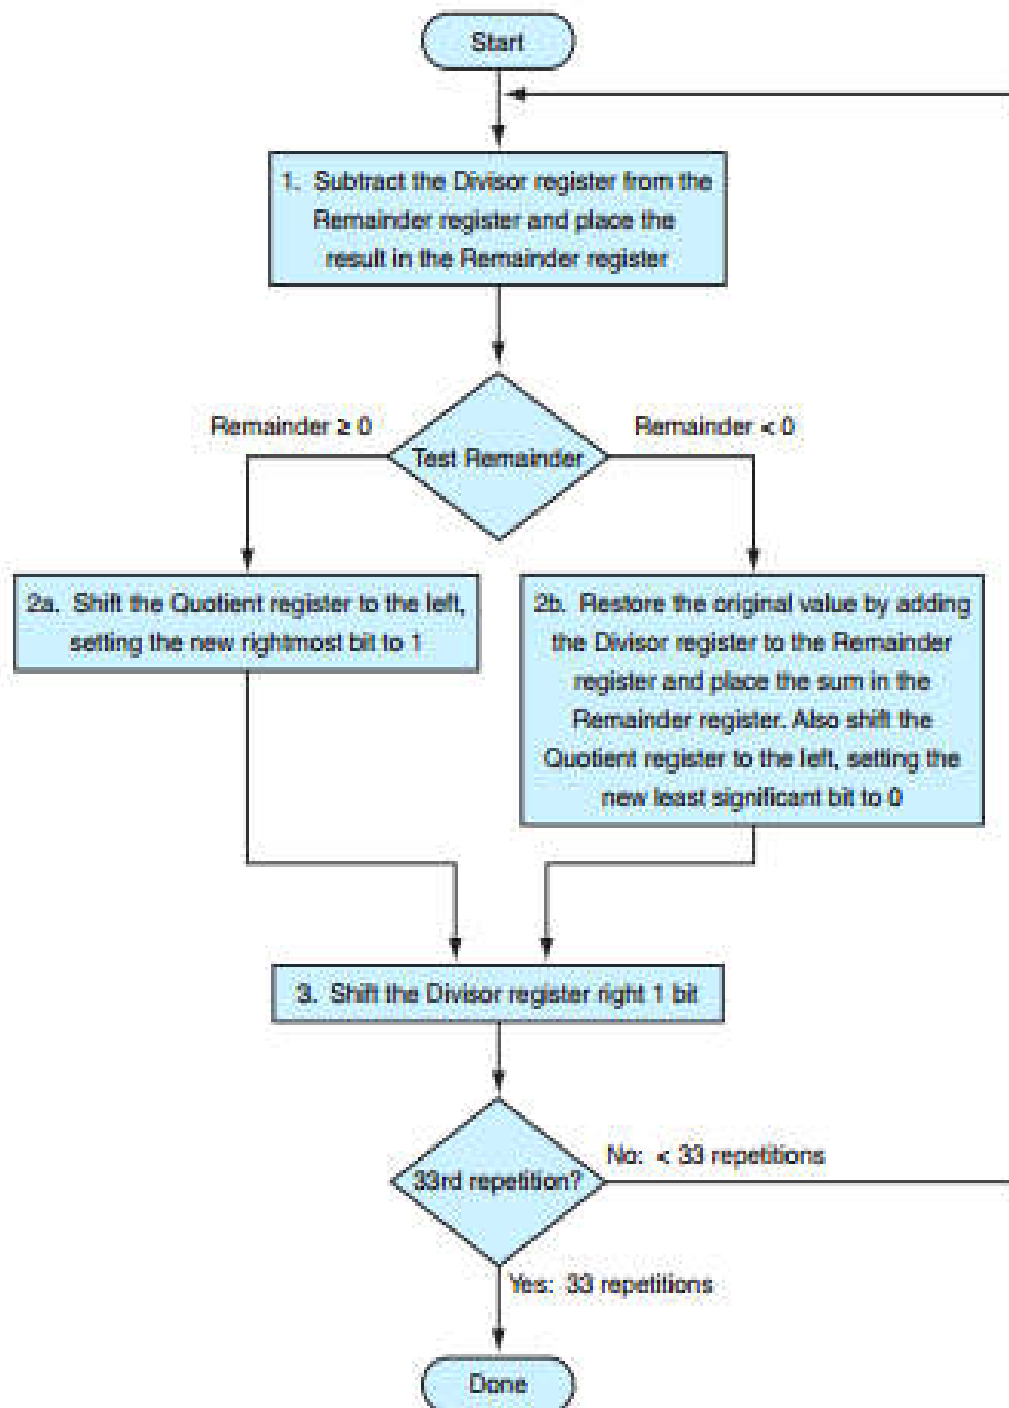 Start
1. Subtract the Divisor register from the
Remainder register and place the
result in the Remainder register
Remainder ≥ 0
Remainder < 0
Test Remainder
2a. Shift the Quotient register to the left,
setting the new rightmost bit to 1
2b. Restore the original value by adding
the Divisor register to the Remainder
register and place the sum in the
Remainder register. Also shift the
Quotient register to the left, setting the
new least significant bit to 0
3. Shift the Divisor register right 1 bit
33rd repetition?
No: < 33 repetitions
Yes: 33 repetitions
Done